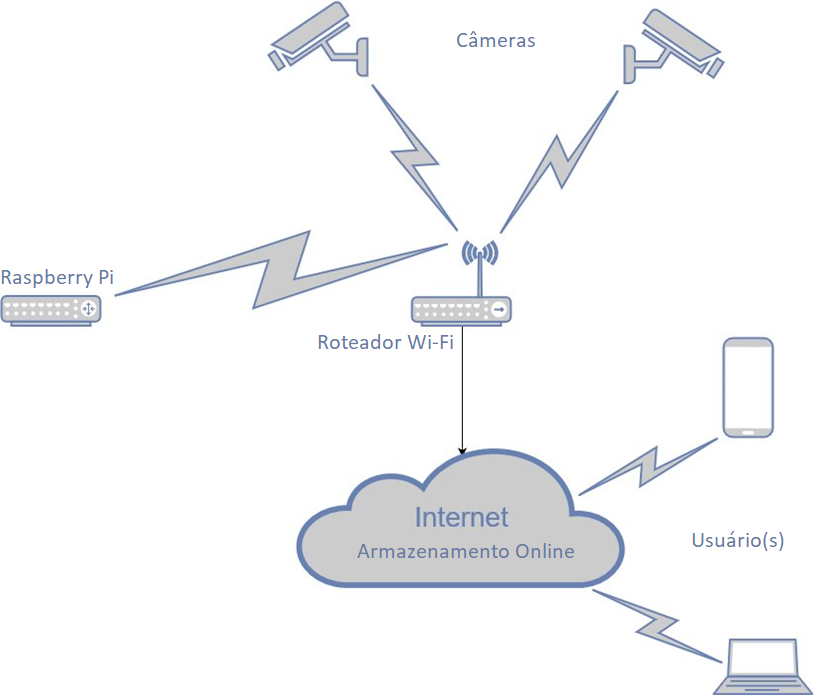 Câmeras
Raspberry Pi
Roteador Wi-Fi
Internet
Armazenamento Online
Usuário(s)